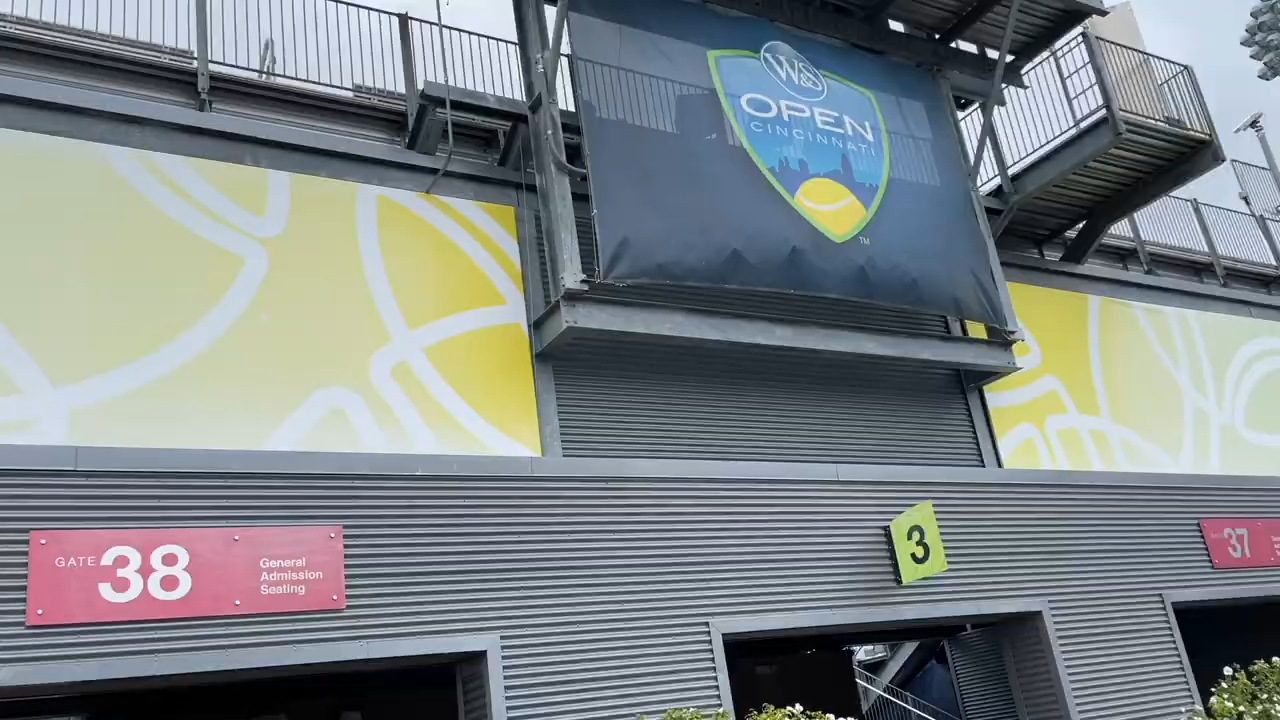 W&S
OPEN
CINCINNATI
TM
GATE 38
General
Admission
Seating
3
37